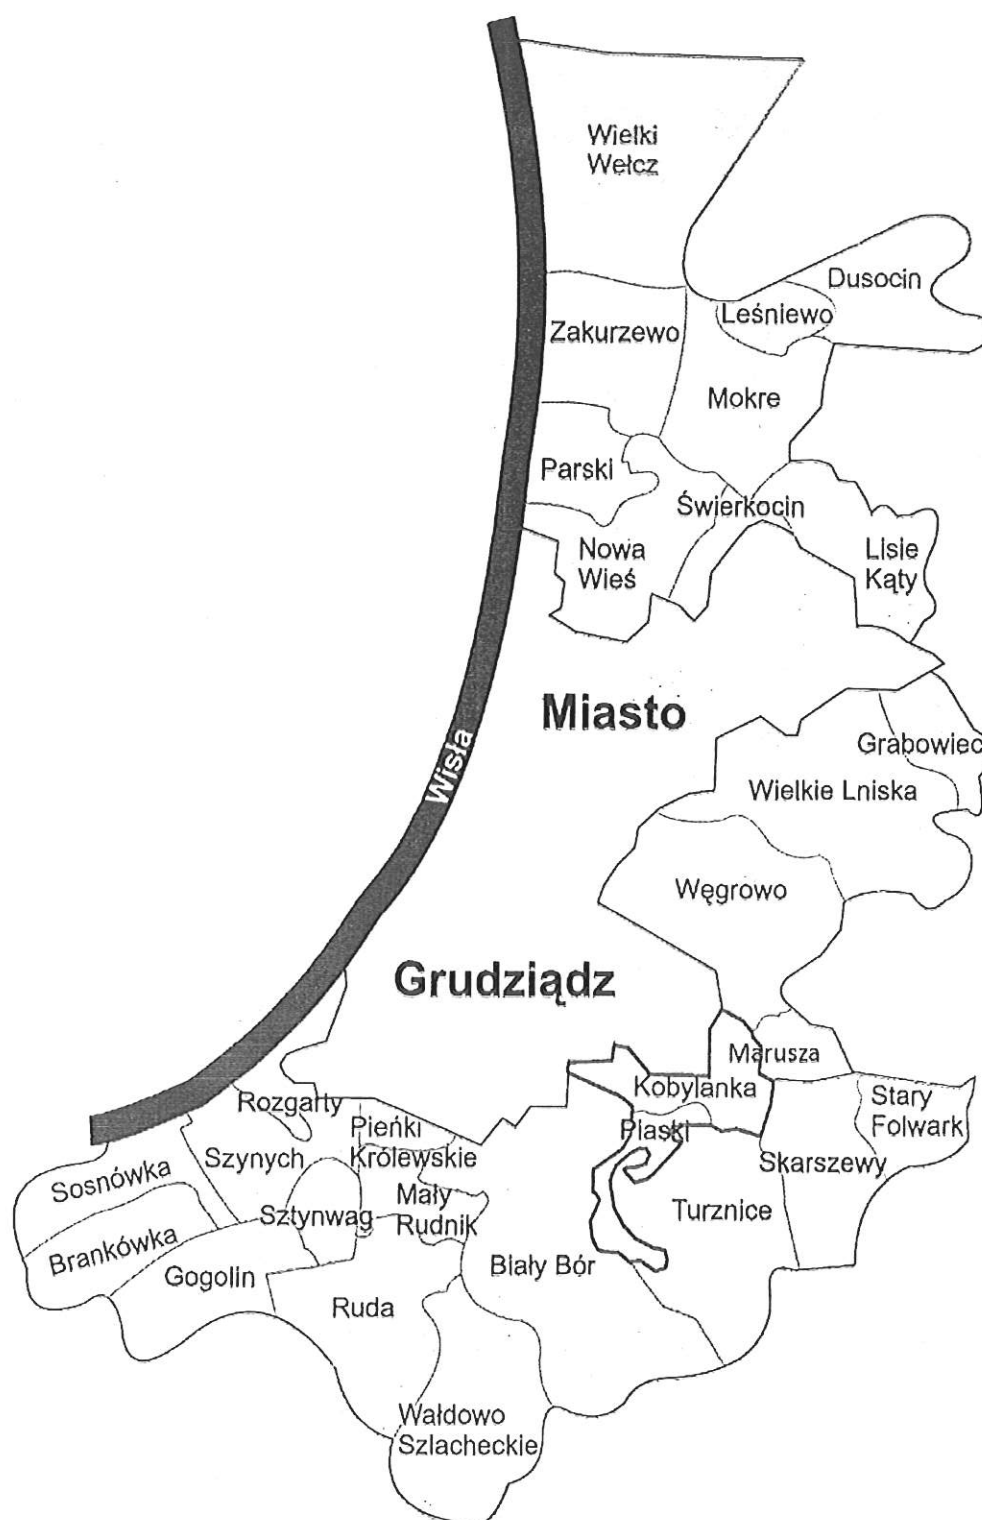 Wielki
Wełcz
Dusocin
Leśniewo
Zakurzewo
Mokre
Parski
Świerkocin
Nowa
Wieś
Lisie
Kąty
Miasto
Grabowiec
Wisła
Wielkie Lniska
Węgrowo
Grudziądz
Marusza
Kobylanka
Stary
Folwark
Rozgarty
Pieńki
Królewskie
Piaski
Szynych
Skarszewy
Sosnówka
Mały
Rudnik
Sztynwag
Turznice
Brankówka
Gogolin
Biały Bór
Ruda
Wałdowo
Szlacheckie